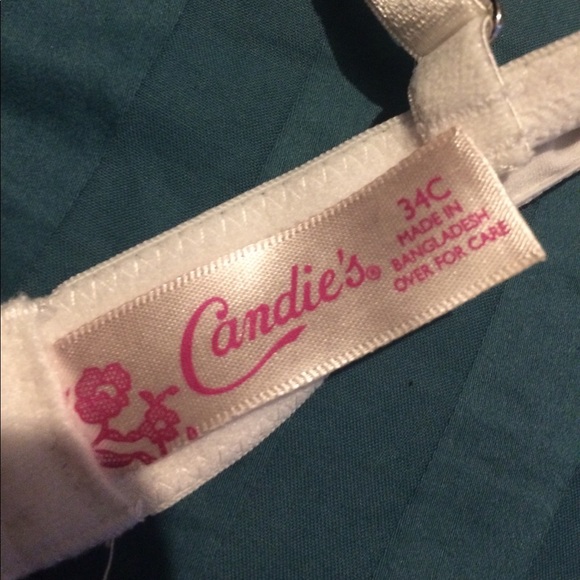 Candie's®
34C
MADE IN
BANGLADESH
OVER FOR CARE